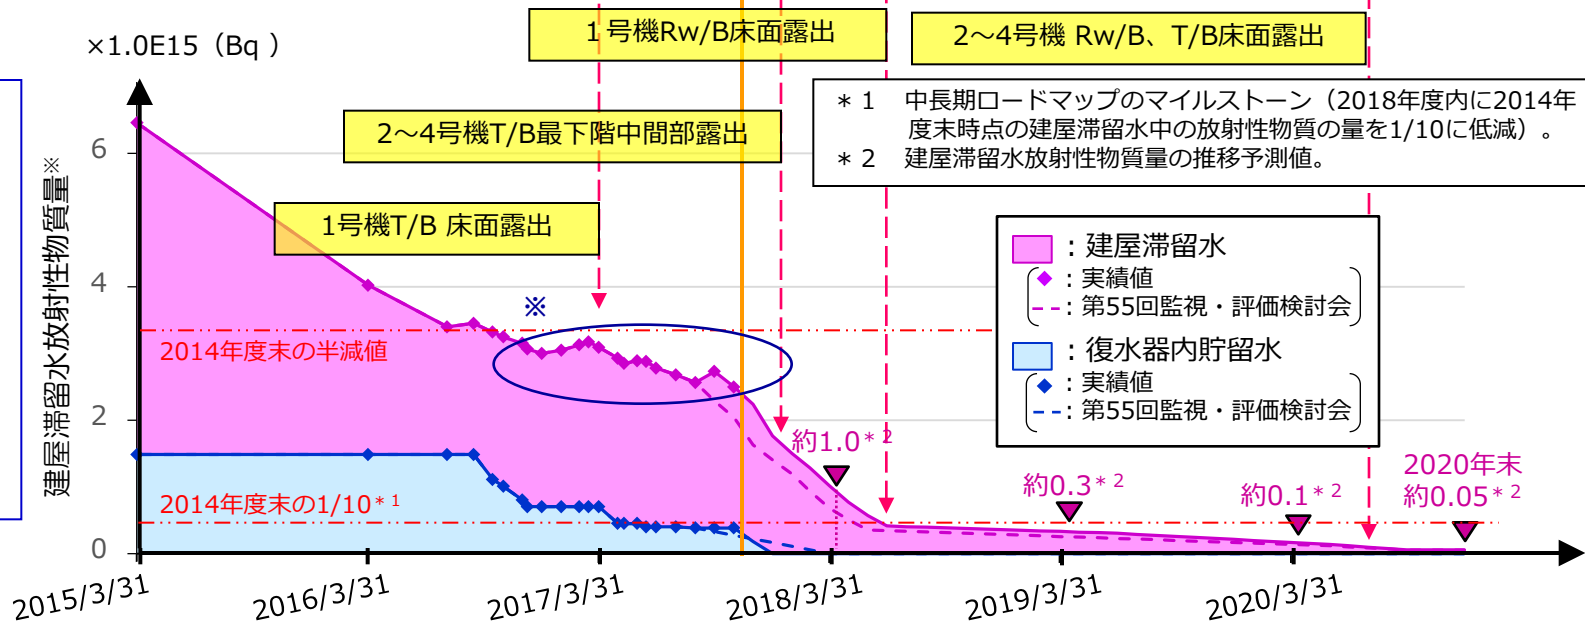 1号機Rw/B床面露出
2～4号機 Rw/B、T/B床面露出
×1.0E15（Bq ）
＊1 中長期ロードマップのマイルストーン（2018年度内に2014年
度末時点の建屋滞留水中の放射性物質の量を1/10に低減）。
＊2 建屋滞留水放射性物質量の推移予測値。
2～4号機T/B最下階中間部露出
1号機T/B 床面露出
建屋滞留水放射性物質量※
6
4
2
0
※
：建屋滞留水
：実績値
：第55回監視・評価検討会
：復水器内貯留水
：実績値
：第55回監視・評価検討会
2014年度末の半減値
2014年度末の1/10＊1
約1.0＊2
約0.3＊2
約0.1＊2
2020年末
約0.05＊2
2015/3/31
2016/3/31
2017/3/31
2018/3/31
2019/3/31
2020/3/31